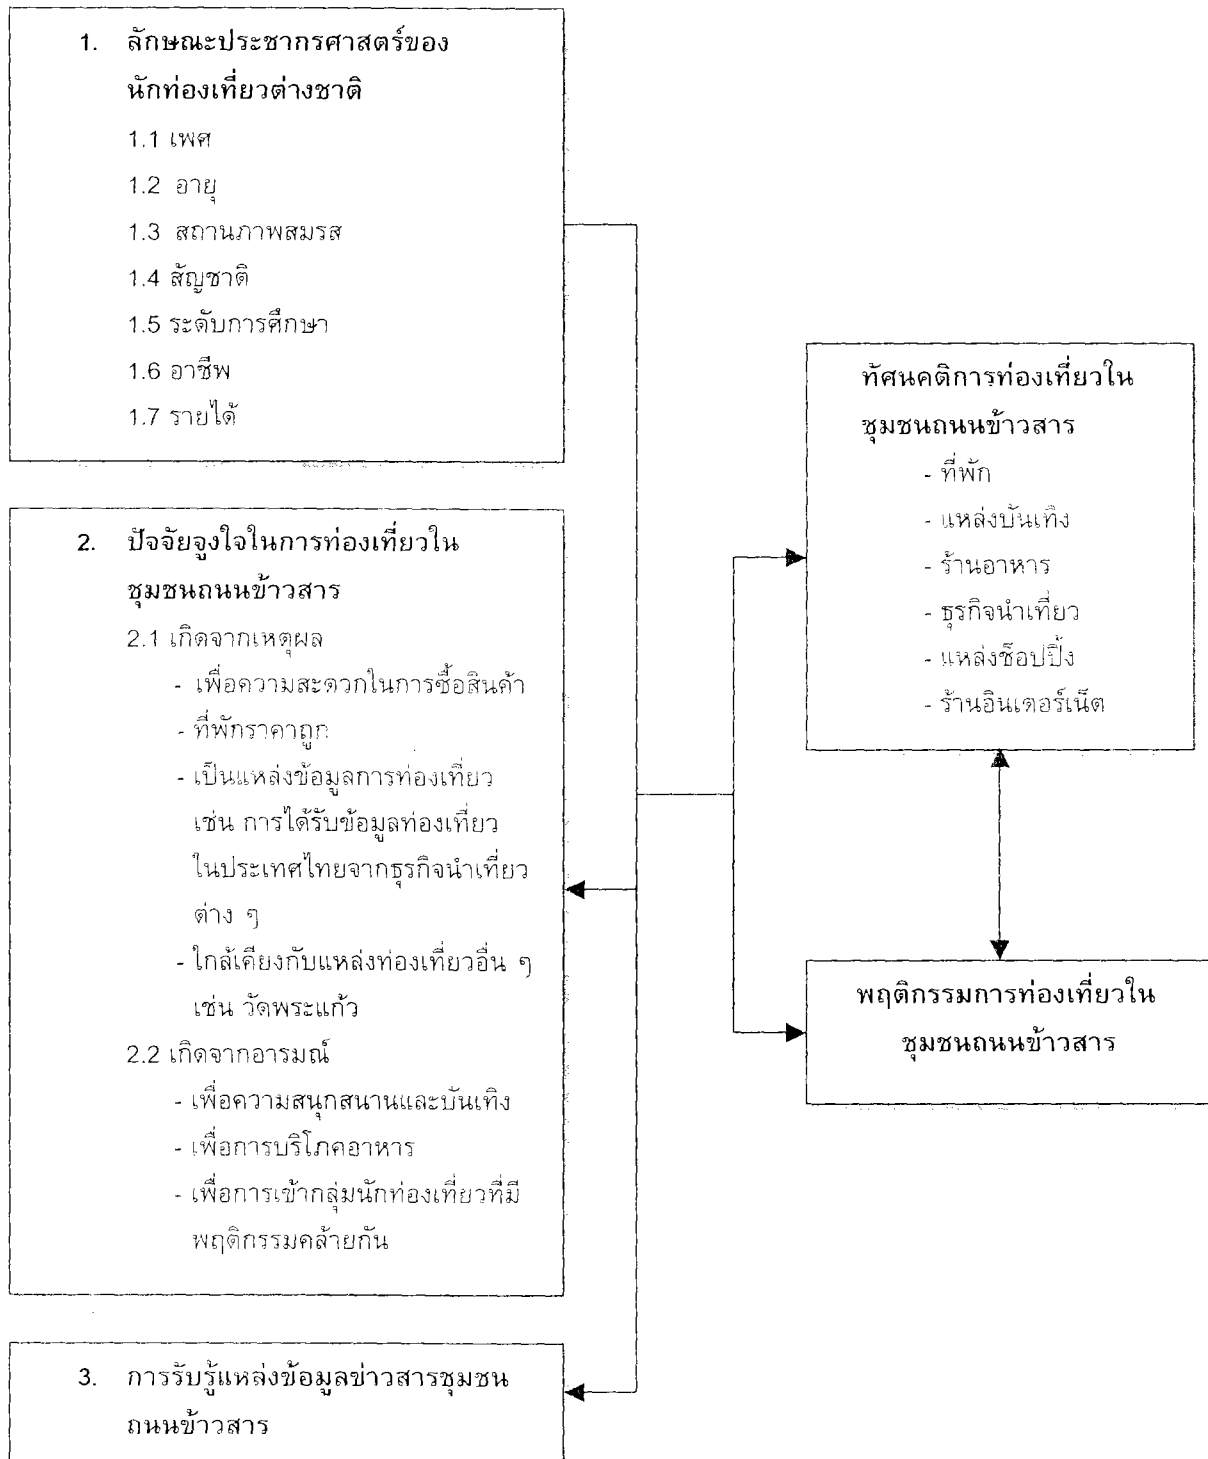 1. ลักษณะประชากรศาสตร์ของ
นักท่องเที่ยวต่างชาติ
1.1 เพศ
1.2 อายุ
1.3 สถานภาพสมรส
1.4 สัญชาติ
1.5 ระดับการศึกษา
1.6 อาชีพ
1.7 รายได้
2. ปัจจัยจูงใจในการท่องเที่ยวใน
ชุมชนถนนข้าวสาร
2.1 เกิดจากเหตุผล
- เพื่อความสะดวกในการซื้อสินค้า
- ที่พักราคาถูก
- เป็นแหล่งข้อมูลการท่องเที่ยว
เช่น การได้รับข้อมูลท่องเที่ยว
ในประเทศไทยจากธุรกิจนำเที่ยว
ต่าง ๆ
- ใกล้เคียงกับแหล่งท่องเที่ยวอื่น ๆ
เช่น วัดพระแก้ว
2.2 เกิดจากอารมณ์
- เพื่อความสนุกสนานและบันเทิง
- เพื่อการบริโภคอาหาร
- เพื่อการเข้ากลุ่มนักท่องเที่ยวที่มี
พฤติกรรมคล้ายกัน
3. การรับรู้แหล่งข้อมูลข่าวสารชุมชน
ถนนข้าวสาร
ทัศนคติการท่องเที่ยวใน
ชุมชนถนนข้าวสาร
- ที่พัก
- แหล่งบันเทิง
- ร้านอาหาร
- ธุรกิจนำเที่ยว
- แหล่งช็อปปิ้ง
- ร้านอินเตอร์เน็ต
พฤติกรรมการท่องเที่ยวใน
ชุมชนถนนข้าวสาร